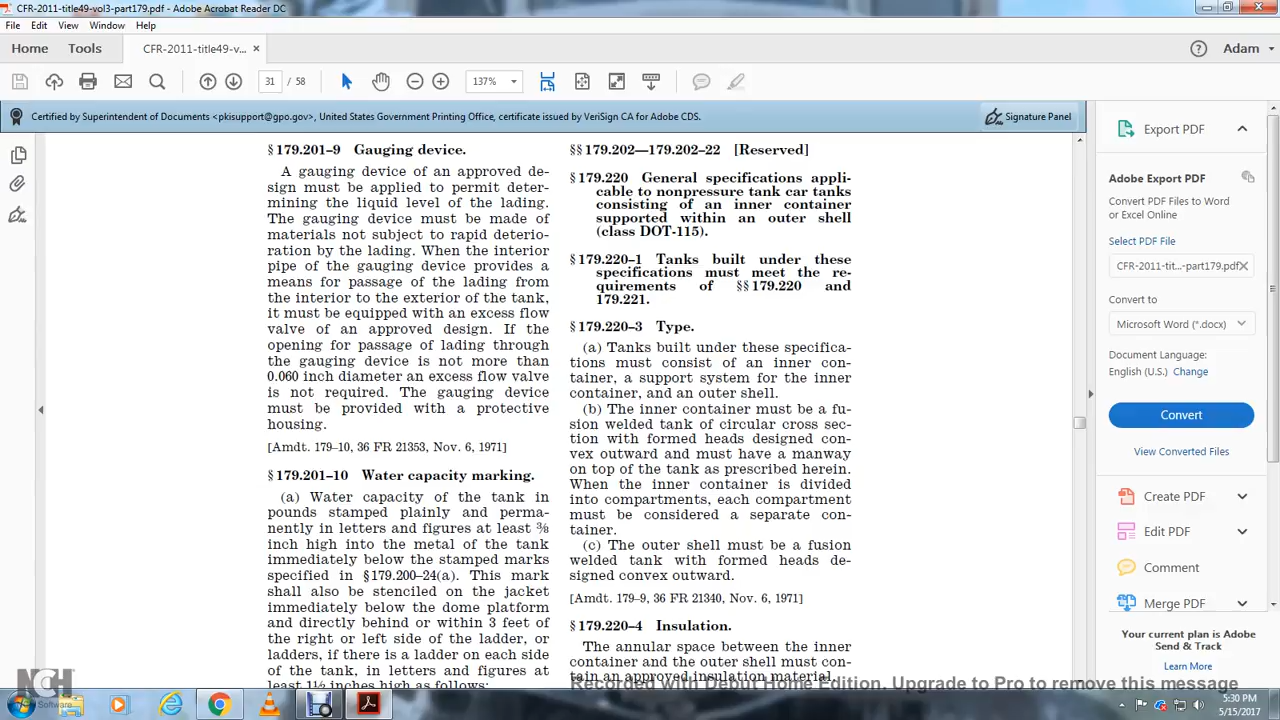 CFR-2011-title49-vol3-part179.pdf - Adobe Acrobat Reader DC
File Edit View Window Help
Home Tools CFR-2011-title49-v... × Adam
31 / 58 137%
Certified by Superintendent of Documents <pkisupport@gpo.gov>, United States Government Printing Office, certificate issued by VeriSign CA for Adobe CDS.
Signature Panel
§ 179.201–9 Gauging device.
A gauging device of an approved de-
sign must be applied to permit deter-
mining the liquid level of the lading.
The gauging device must be made of
materials not subject to rapid deterio-
ration by the lading. When the interior
pipe of the gauging device provides a
means for passage of the lading from
the interior to the exterior of the tank,
it must be equipped with an excess flow
valve of an approved design. If the
opening for passage of lading through
the gauging device is not more than
0.060 inch diameter an excess flow valve
is not required. The gauging device
must be provided with a protective
housing.
[Amdt. 179–10, 36 FR 21353, Nov. 6, 1971]
§ 179.201–10 Water capacity marking.
(a) Water capacity of the tank in
pounds stamped plainly and perma-
nently in letters and figures at least ⅜
inch high into the metal of the tank
immediately below the stamped marks
specified in §179.200–24(a). This mark
shall also be stenciled on the jacket
immediately below the dome platform
and directly behind or within 3 feet of
the right or left side of the ladder, or
ladders, if there is a ladder on each side
of the tank, in letters and figures at
least 1½ inches high as follows:
§§ 179.202—179.202–22 [Reserved]
§ 179.220 General specifications appli-
cable to nonpressure tank car tanks
consisting of an inner container
supported within an outer shell
(class DOT-115).
§ 179.220–1 Tanks built under these
specifications must meet the re-
quirements of §§ 179.220 and
179.221.
§ 179.220–3 Type.
(a) Tanks built under these specifica-
tions must consist of an inner con-
tainer, a support system for the inner
container, and an outer shell.
(b) The inner container must be a fu-
sion welded tank of circular cross sec-
tion with formed heads designed con-
vex outward and must have a manway
on top of the tank as prescribed herein.
When the inner container is divided
into compartments, each compartment
must be considered a separate con-
tainer.
(c) The outer shell must be a fusion
welded tank with formed heads de-
signed convex outward.
[Amdt. 179–9, 36 FR 21340, Nov. 6, 1971]
§ 179.220–4 Insulation.
The annular space between the inner
container and the outer shell must con-
tain an approved insulation material.
Export PDF
Adobe Export PDF
Convert PDF Files to Word
or Excel Online
Select PDF File
CFR-2011-tit...-part179.pdf ×
Convert to
Microsoft Word (*.docx)
Document Language:
English (U.S.) Change
Convert
View Converted Files
Create PDF
Edit PDF
Comment
Merge PDF
Your current plan is Adobe
Send & Track
Learn More
NCH
Software
Recorded with Debut Home Edition. Upgrade to Pro to remove this message
5:30 PM
5/15/2017